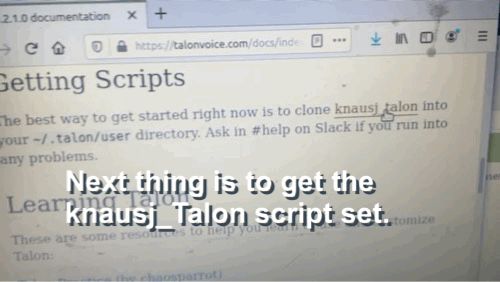 2.1.0 documentation
https://talonvoice.com/docs/inde
Getting Scripts
The best way to get started right now is to clone knausj_talon into
your ~/.talon/user directory. Ask in #help on Slack if you run into
any problems.
Next thing is to get the
Learning Talon
knausj_Talon script set.
These are some resources to help you learn
tomize
Talon:
(by chaosparrot)